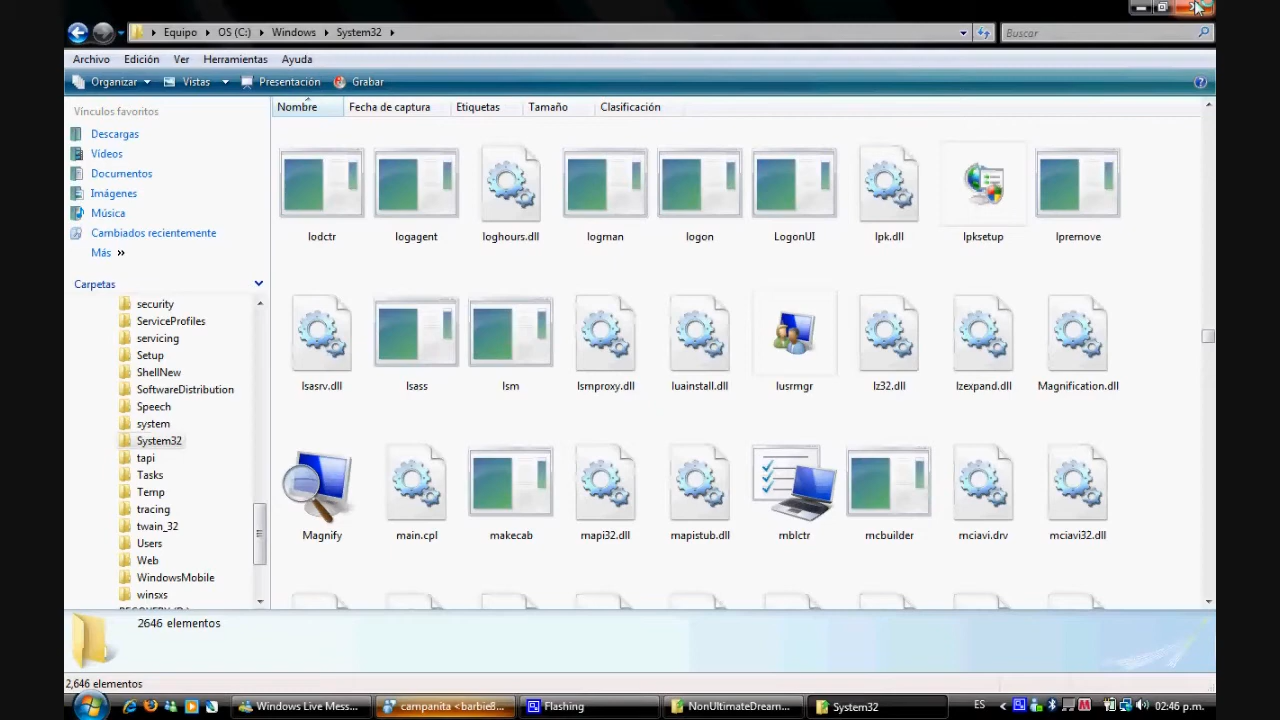 Equipo OS (C:) Windows System32
Buscar
Archivo Edición Ver Herramientas Ayuda
Organizar Vistas Presentación Grabar
Vínculos favoritos
Descargas
Vídeos
Documentos
Imágenes
Música
Cambiados recientemente
Más »
Carpetas
security
ServiceProfiles
servicing
Setup
ShellNew
SoftwareDistribution
Speech
system
System32
tapi
Tasks
Temp
tracing
twain_32
Users
Web
WindowsMobile
winsxs
Nombre Fecha de captura Etiquetas Tamaño Clasificación
lodctr logagent loghours.dll logman logon LogonUI lpk.dll lpksetup lpremove
lsasrv.dll lsass lsm lsmproxy.dll luainstall.dll lusrmgr lz32.dll lzexpand.dll Magnification.dll
Magnify main.cpl makecab mapi32.dll mapistub.dll mblctr mcbuilder mciavi.drv mciavi32.dll
2646 elementos
2,646 elementos
Windows Live Mess... campanita <barbie8... Flashing NonUltimateDream... System32 ES 02:46 p.m.